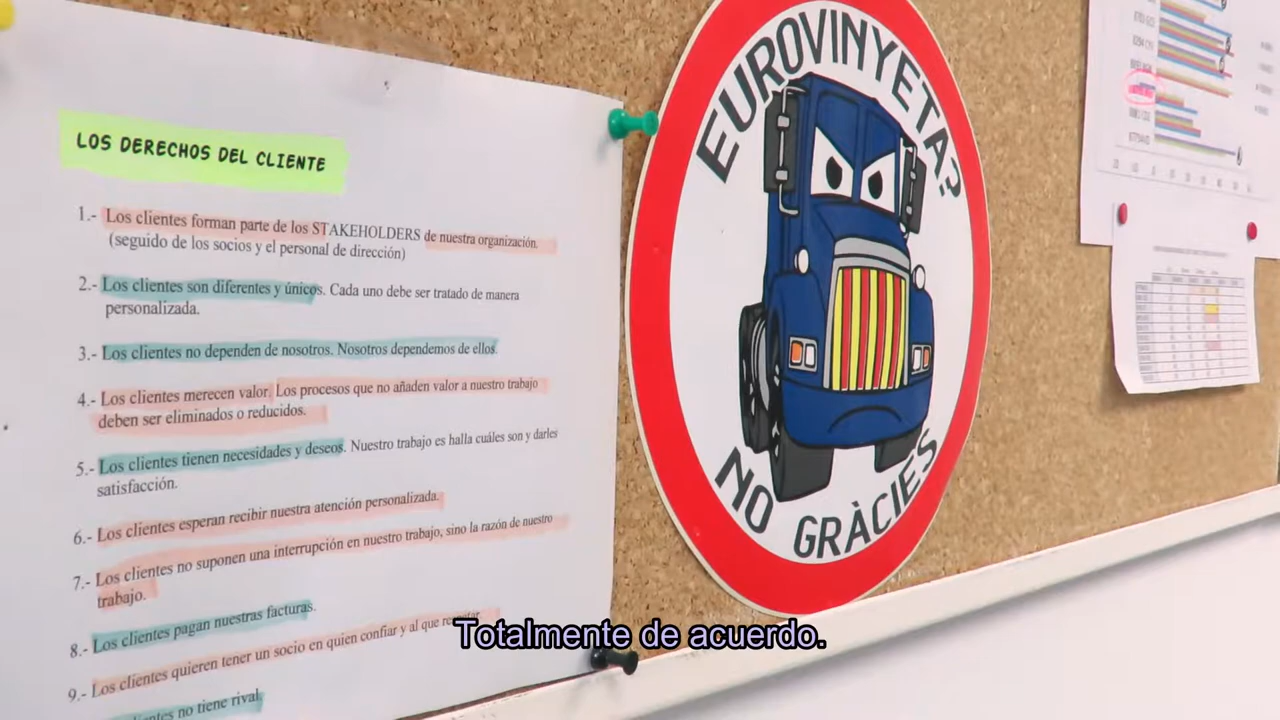 LOS DERECHOS DEL CLIENTE
1.- Los clientes forman parte de los STAKEHOLDERS de nuestra organización.
(seguido de los socios y el personal de dirección)
2.- Los clientes son diferentes y únicos. Cada uno debe ser tratado de manera
personalizada.
3.- Los clientes no dependen de nosotros. Nosotros dependemos de ellos.
4.- Los clientes merecen valor. Los procesos que no añaden valor a nuestro trabajo
deben ser eliminados o reducidos.
5.- Los clientes tienen necesidades y deseos. Nuestro trabajo es halla cuáles son y darles
satisfacción.
6.- Los clientes esperan recibir nuestra atención personalizada.
7.- Los clientes no suponen una interrupción en nuestro trabajo, sino la razón de nuestro
trabajo.
8.- Los clientes pagan nuestras facturas.
9.- Los clientes quieren tener un socio en quien confiar y al que
no tiene rival.
EUROVINYETA?
NO GRÀCIES
Totalmente de acuerdo.